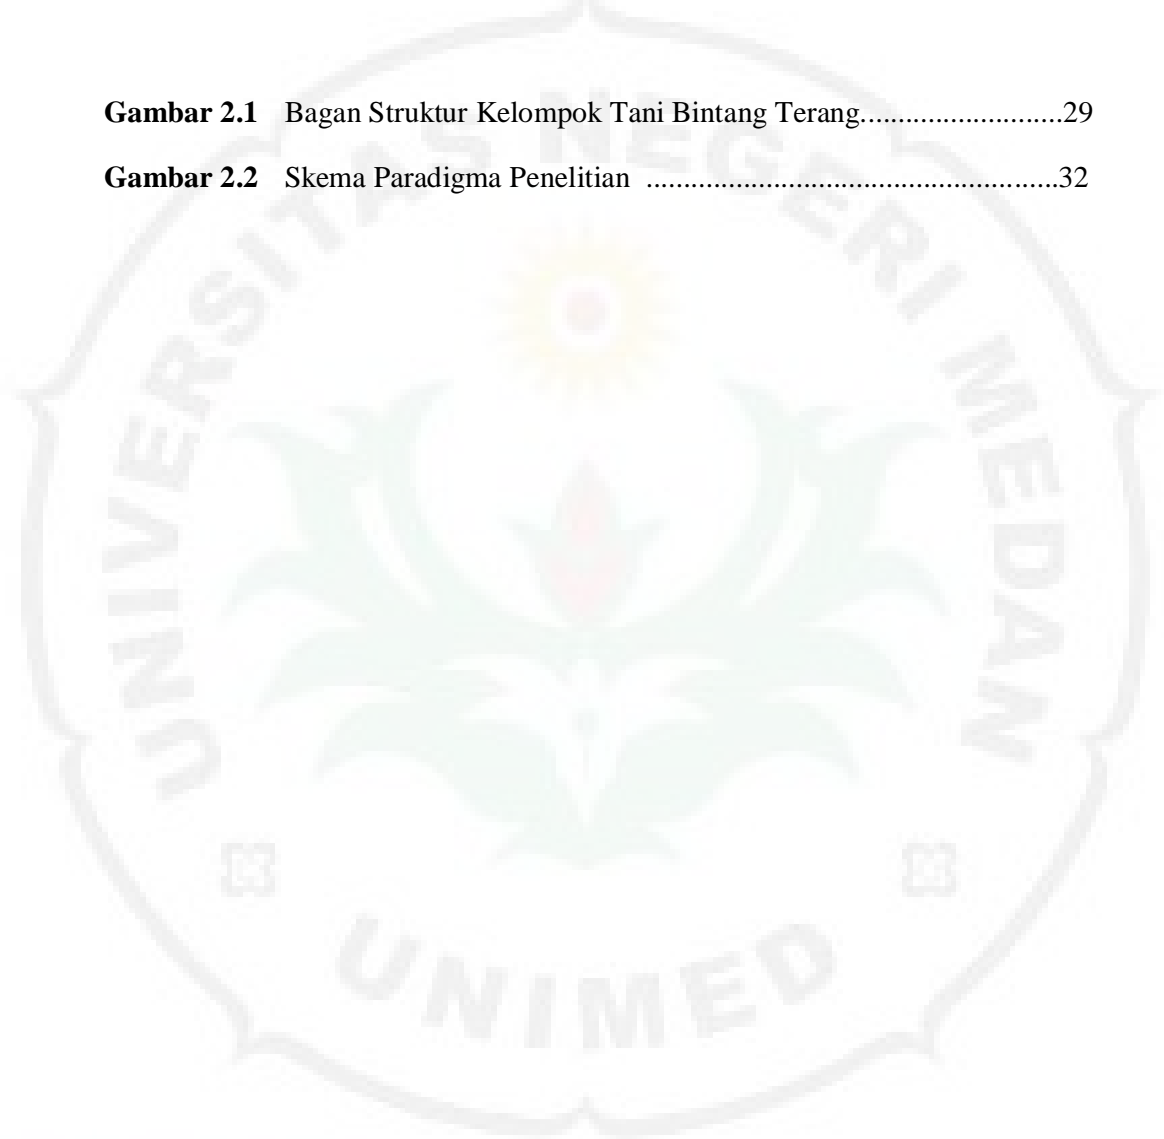 Gambar 2.1 Bagan Struktur Kelompok Tani Bintang Terang...........................29
Gambar 2.2 Skema Paradigma Penelitian .......................................................32
UNIVERSITAS NEGERI MEDAN
UNIMED